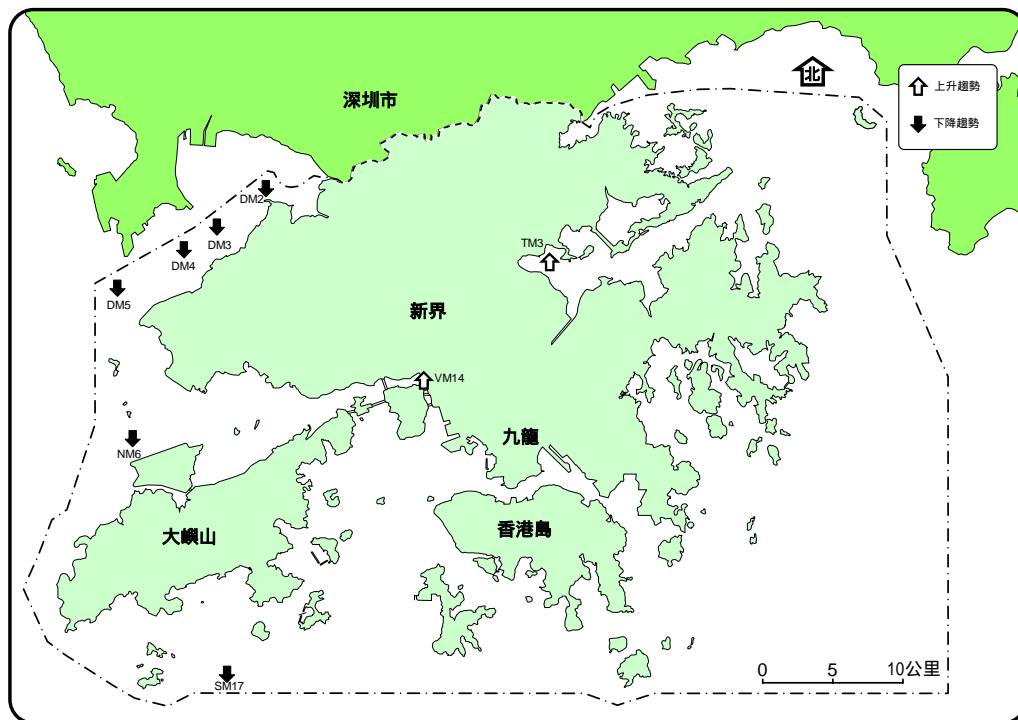 北
上升趨勢
下降趨勢
深圳市
DM2
DM3
DM4
DM5
TM3
新界
VM14
九龍
NM6
大嶼山
香港島
SM17
0 5 10公里